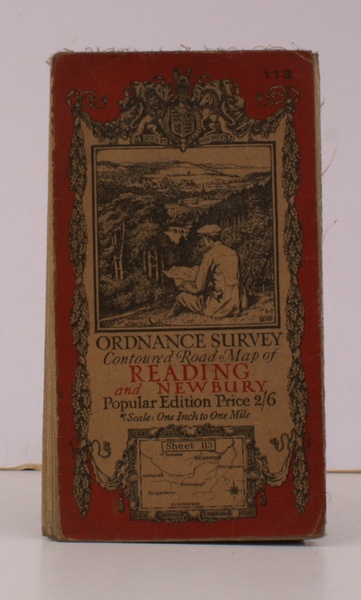 113
ORDNANCE SURVEY
Contoured Road Map of
READING
and NEWBURY
Popular Edition Price 2/6
Scale: One Inch to One Mile
Sheet 113